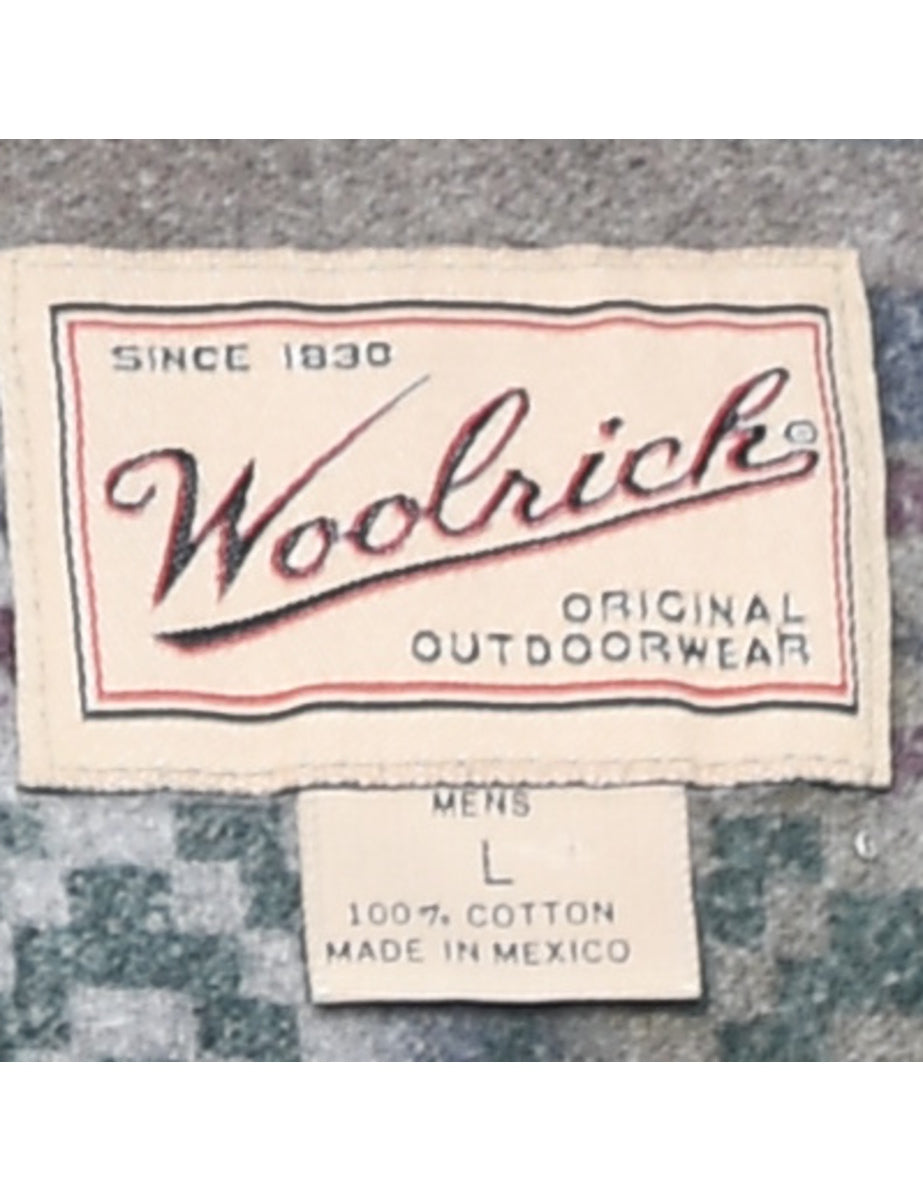 SINCE 1830
Woolrich®
ORIGINAL
OUTDOORWEAR
MENS
L
100% COTTON
MADE IN MEXICO